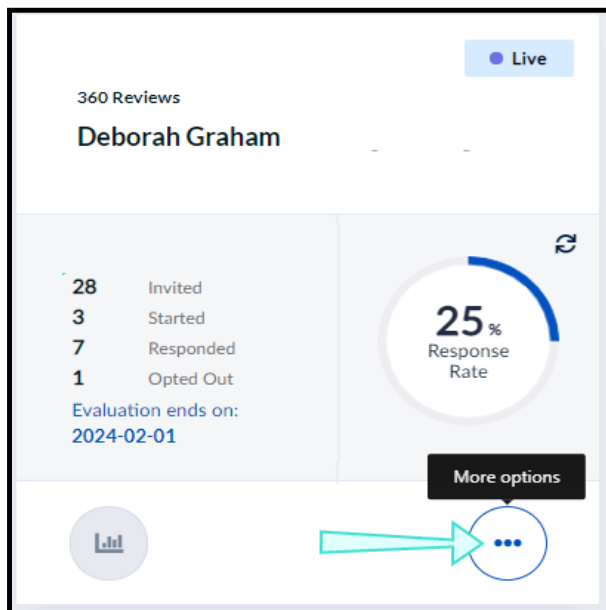 Live
360 Reviews
Deborah Graham
28 Invited
3 Started
7 Responded
1 Opted Out
Evaluation ends on:
2024-02-01
25 %
Response
Rate
More options